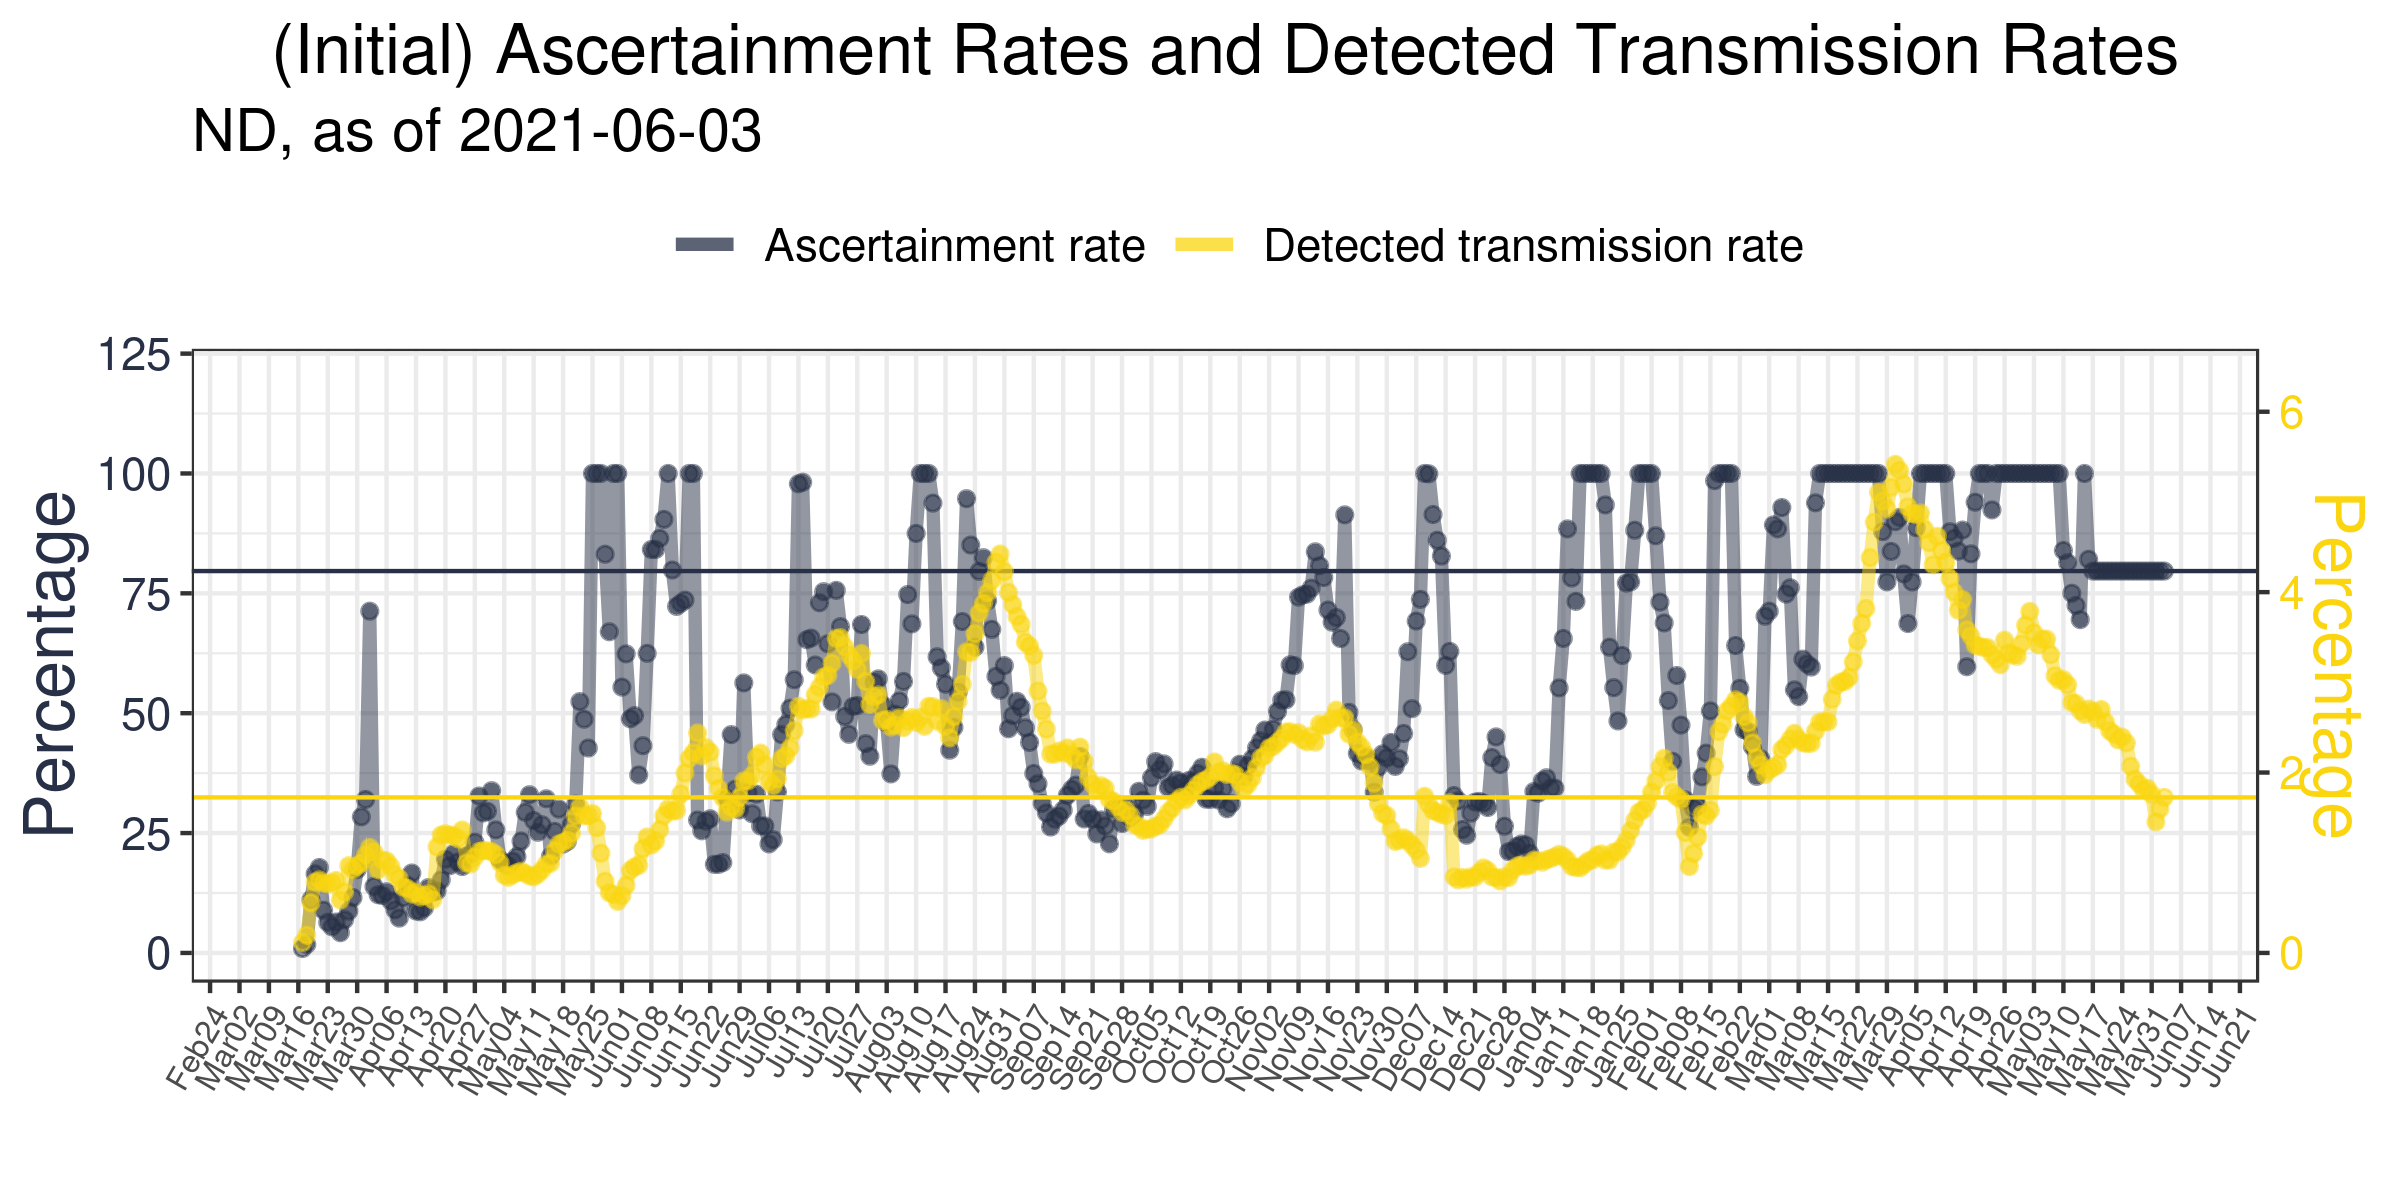 (Initial) Ascertainment Rates and Detected Transmission Rates
ND, as of 2021-06-03
Ascertainment rate
Detected transmission rate
Percentage
125
100
75
50
25
0
6
4
2
0
Percentage
Feb24
Mar02
Mar09
Mar16
Mar23
Mar30
Apr06
Apr13
Apr20
Apr27
May04
May11
May18
May25
Jun01
Jun08
Jun15
Jun22
Jun29
Jul06
Jul13
Jul20
Jul27
Aug03
Aug10
Aug17
Aug24
Aug31
Sep07
Sep14
Sep21
Sep28
Oct05
Oct12
Oct19
Oct26
Nov02
Nov09
Nov16
Nov23
Nov30
Dec07
Dec14
Dec21
Dec28
Jan04
Jan11
Jan18
Jan25
Feb01
Feb08
Feb15
Feb22
Mar01
Mar08
Mar15
Mar22
Mar29
Apr05
Apr12
Apr19
Apr26
May03
May10
May17
May24
May31
Jun07
Jun14
Jun21